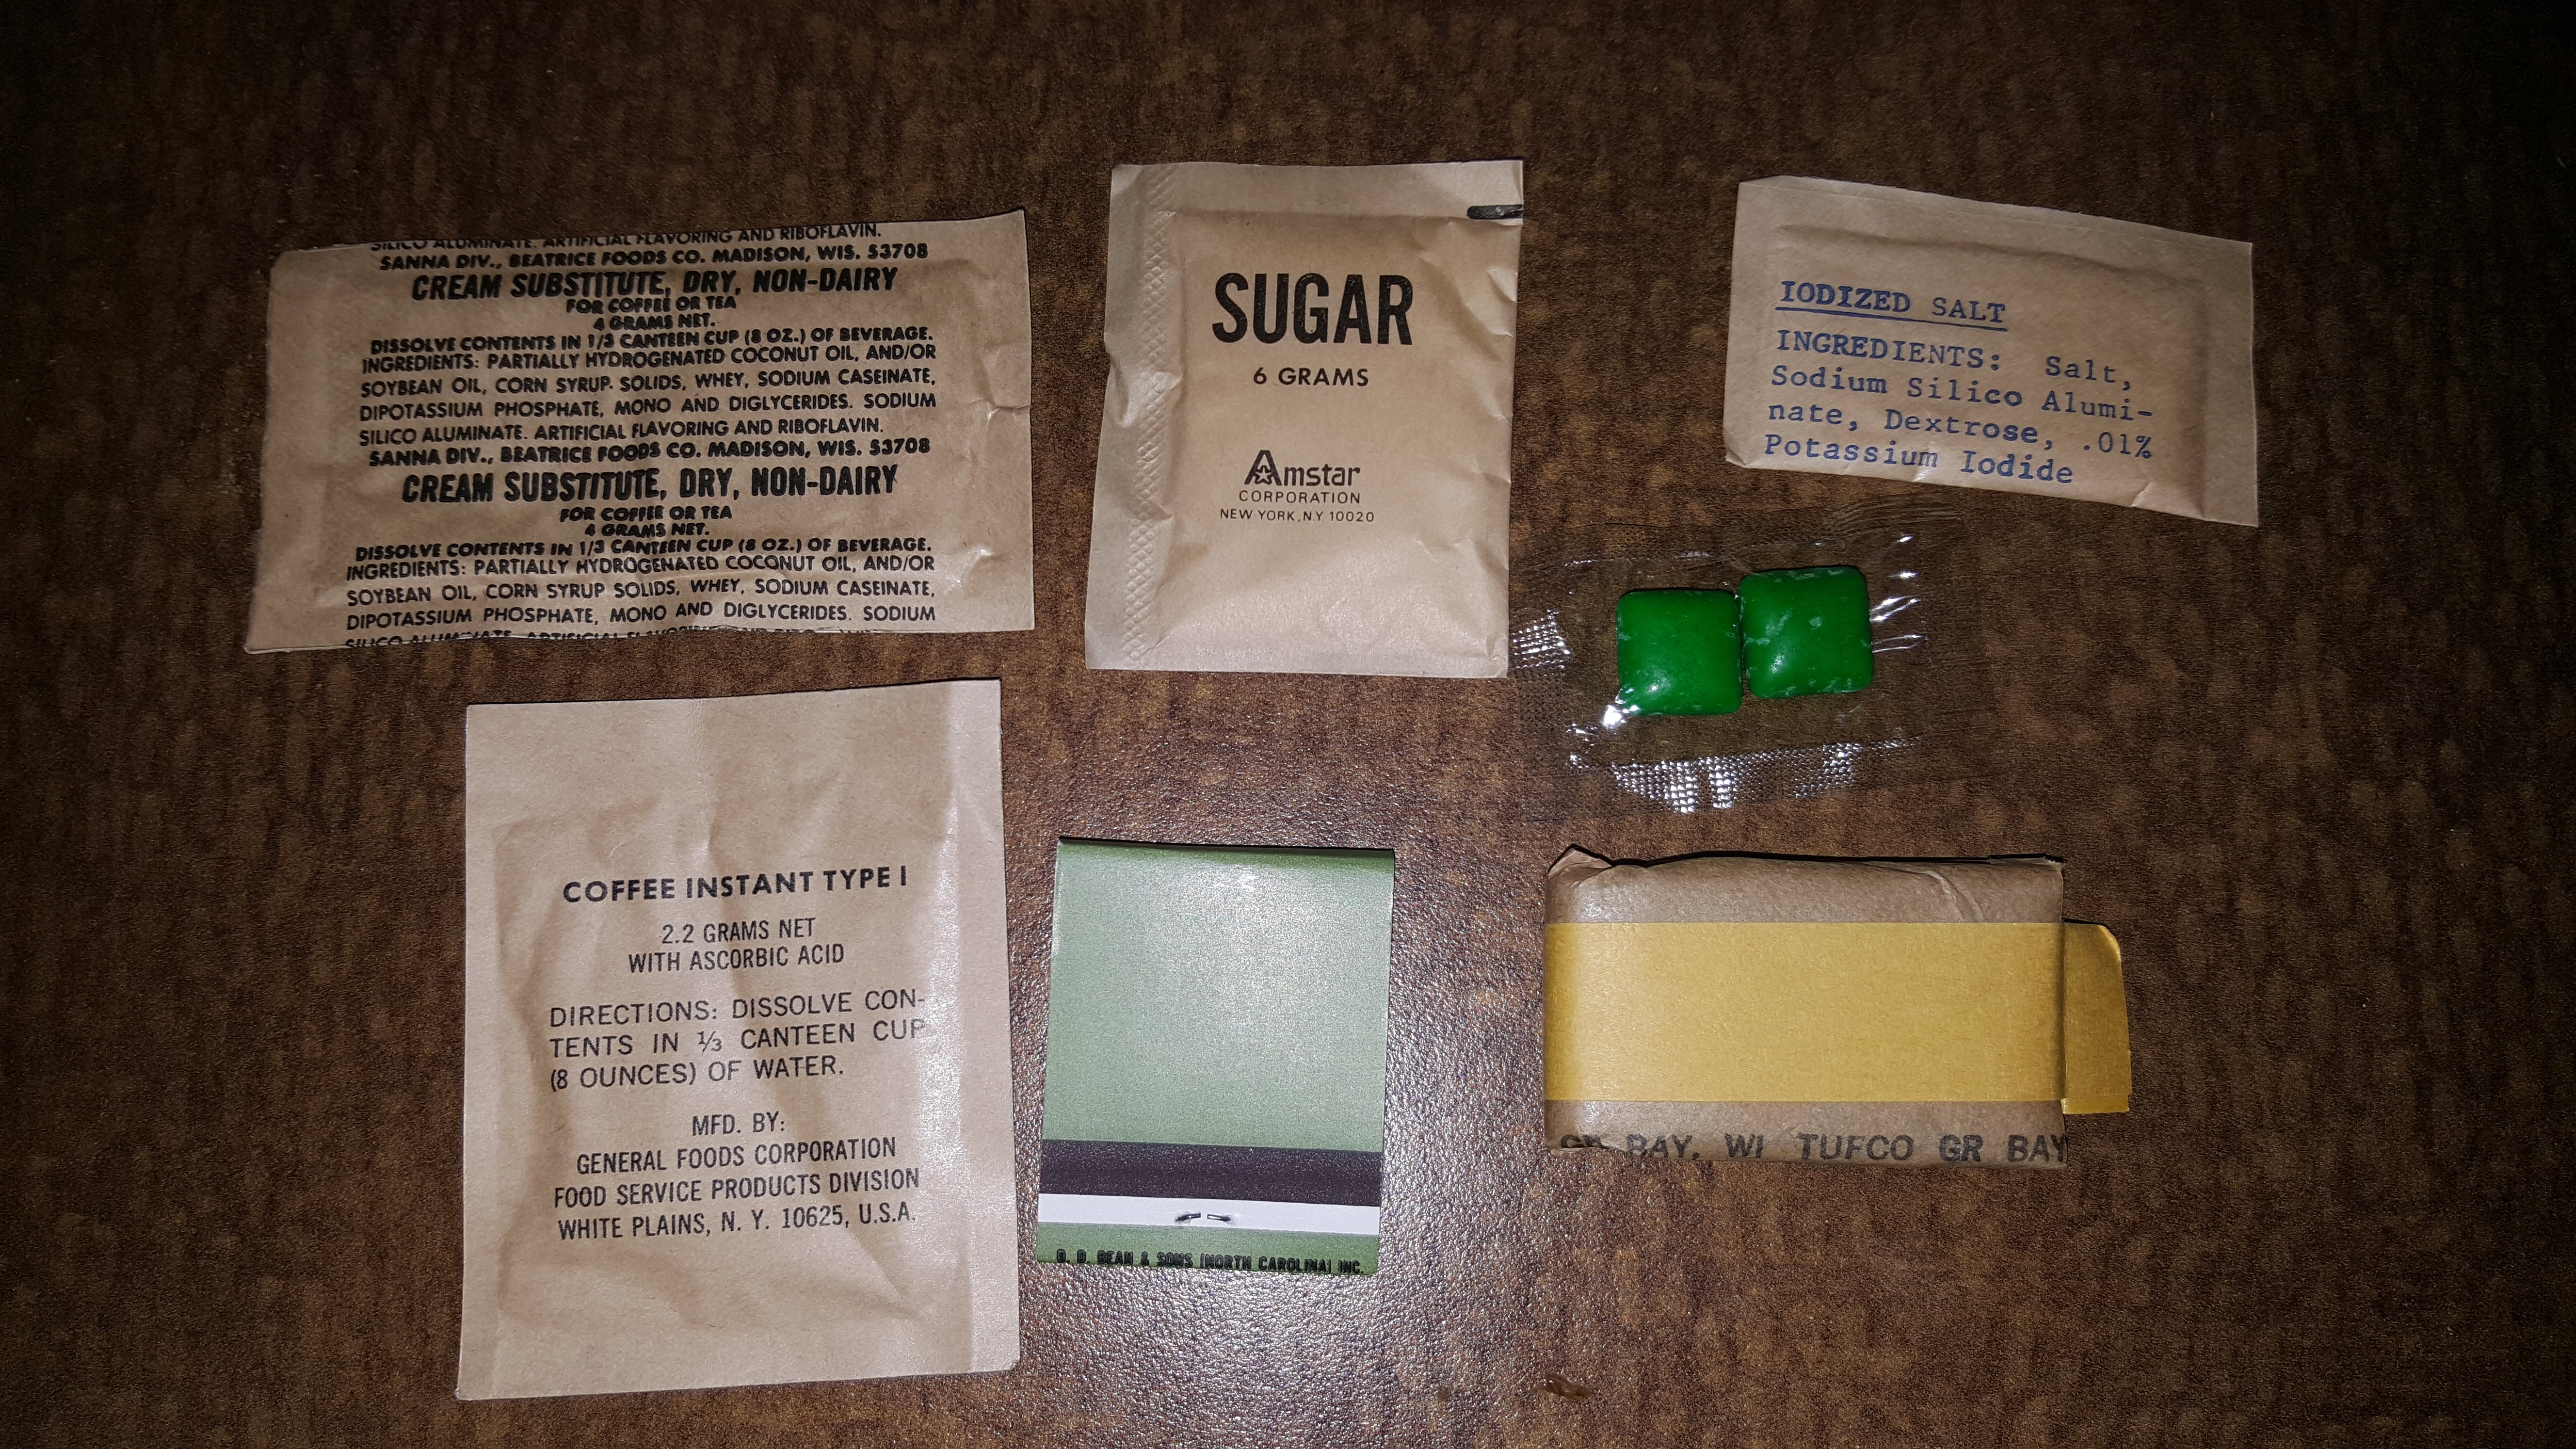 SILICO ALUMINATE. ARTIFICIAL FLAVORING AND RIBOFLAVIN.
SANNA DIV., BEATRICE FOODS CO. MADISON, WIS. 53708
CREAM SUBSTITUTE, DRY, NON-DAIRY
FOR COFFEE OR TEA
4 GRAMS NET.
DISSOLVE CONTENTS IN 1/3 CANTEEN CUP (8 OZ.) OF BEVERAGE.
INGREDIENTS: PARTIALLY HYDROGENATED COCONUT OIL, AND/OR
SOYBEAN OIL, CORN SYRUP SOLIDS, WHEY, SODIUM CASEINATE,
DIPOTASSIUM PHOSPHATE, MONO AND DIGLYCERIDES. SODIUM
SILICO ALUMINATE. ARTIFICIAL FLAVORING AND RIBOFLAVIN.
SANNA DIV., BEATRICE FOODS CO. MADISON, WIS. 53708
CREAM SUBSTITUTE, DRY, NON-DAIRY
FOR COFFEE OR TEA
4 GRAMS NET.
DISSOLVE CONTENTS IN 1/3 CANTEEN CUP (8 OZ.) OF BEVERAGE.
INGREDIENTS: PARTIALLY HYDROGENATED COCONUT OIL, AND/OR
SOYBEAN OIL, CORN SYRUP SOLIDS, WHEY, SODIUM CASEINATE,
DIPOTASSIUM PHOSPHATE, MONO AND DIGLYCERIDES. SODIUM
SUGAR
6 GRAMS
Amstar
CORPORATION
NEW YORK, N.Y. 10020
IODIZED SALT
INGREDIENTS: Salt,
Sodium Silico Alumi-
nate, Dextrose, .01%
Potassium Iodide
COFFEE INSTANT TYPE I
2.2 GRAMS NET
WITH ASCORBIC ACID
DIRECTIONS: DISSOLVE CON-
TENTS IN ⅓ CANTEEN CUP
(8 OUNCES) OF WATER.
MFD. BY:
GENERAL FOODS CORPORATION
FOOD SERVICE PRODUCTS DIVISION
WHITE PLAINS, N. Y. 10625, U.S.A.
D. D. BEAN & SONS (NORTH CAROLINA) INC.
GR BAY, WI TUFCO GR BAY